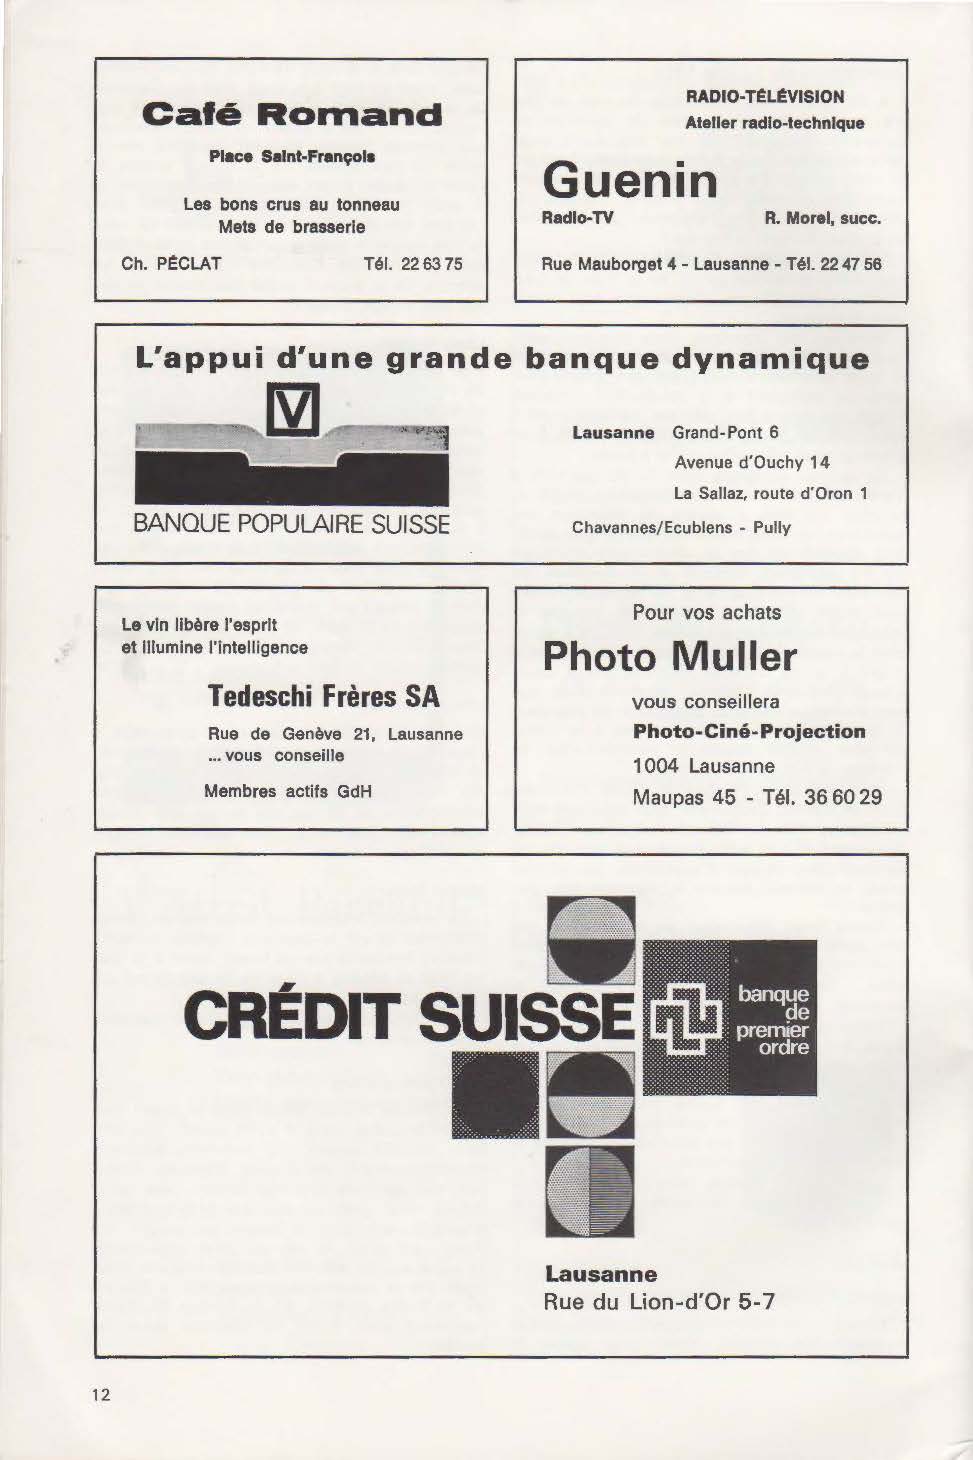 Café Romand
Place Saint-François
Les bons crus au tonneau
Mets de brasserie
Ch. PÉCLAT Tél. 22 63 75
RADIO-TÉLÉVISION
Atelier radio-technique
Guenin
Radio-TV R. Morel, succ.
Rue Mauborget 4 - Lausanne - Tél. 22 47 56
L'appui d'une grande banque dynamique
V
BANQUE POPULAIRE SUISSE
Lausanne Grand-Pont 6
Avenue d'Ouchy 14
La Sallaz, route d'Oron 1
Chavannes/Ecublens - Pully
Le vin libère l'esprit
et illumine l'intelligence
Tedeschi Frères SA
Rue de Genève 21, Lausanne
... vous conseille
Membres actifs GdH
Pour vos achats
Photo Muller
vous conseillera
Photo-Ciné-Projection
1004 Lausanne
Maupas 45 - Tél. 36 60 29
CRÉDIT SUISSE
banque
de
premier
ordre
Lausanne
Rue du Lion-d'Or 5-7
12